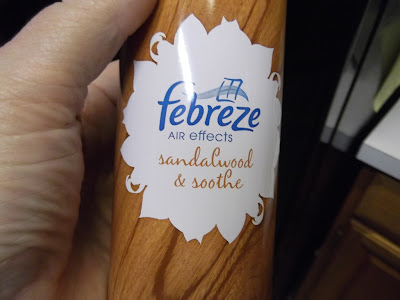 febreze
AIR effects
sandalwood
& soothe